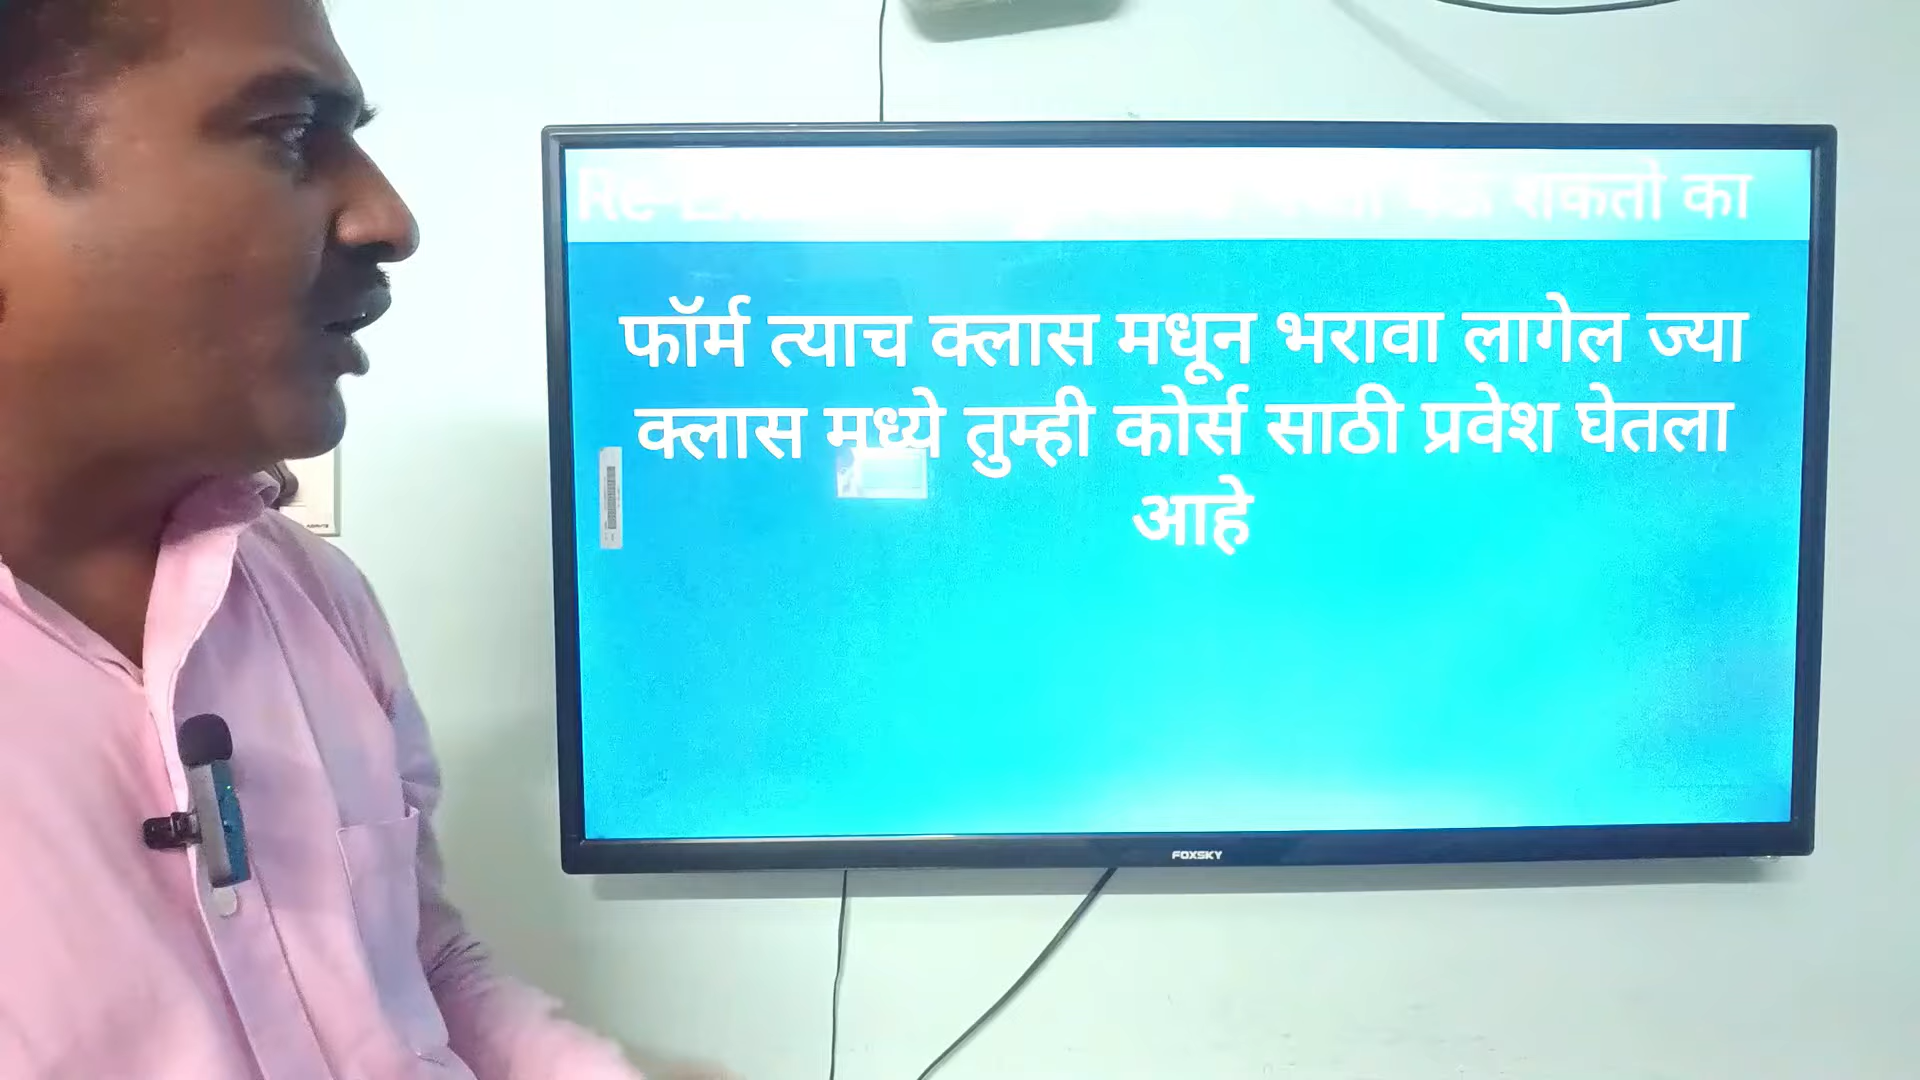 शकतो का
फॉर्म त्याच क्लास मधून भरावा लागेल ज्या
क्लास मध्ये तुम्ही कोर्स साठी प्रवेश घेतला
आहे
FOXSKY